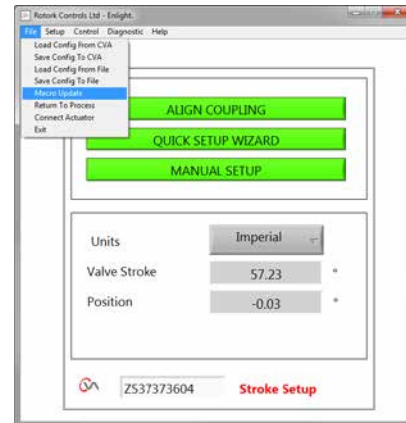 Rotork Controls Ltd - Enlight.
File Setup Control Diagnostic Help
Load Config From CVA
Save Config To CVA
Load Config From File
Save Config To File
Macro Update
Return To Process
Connect Actuator
Exit
ALIGN COUPLING
QUICK SETUP WIZARD
MANUAL SETUP
Units Imperial
Valve Stroke 57.23 °
Position -0.03 °
CVA ZS37373604 Stroke Setup